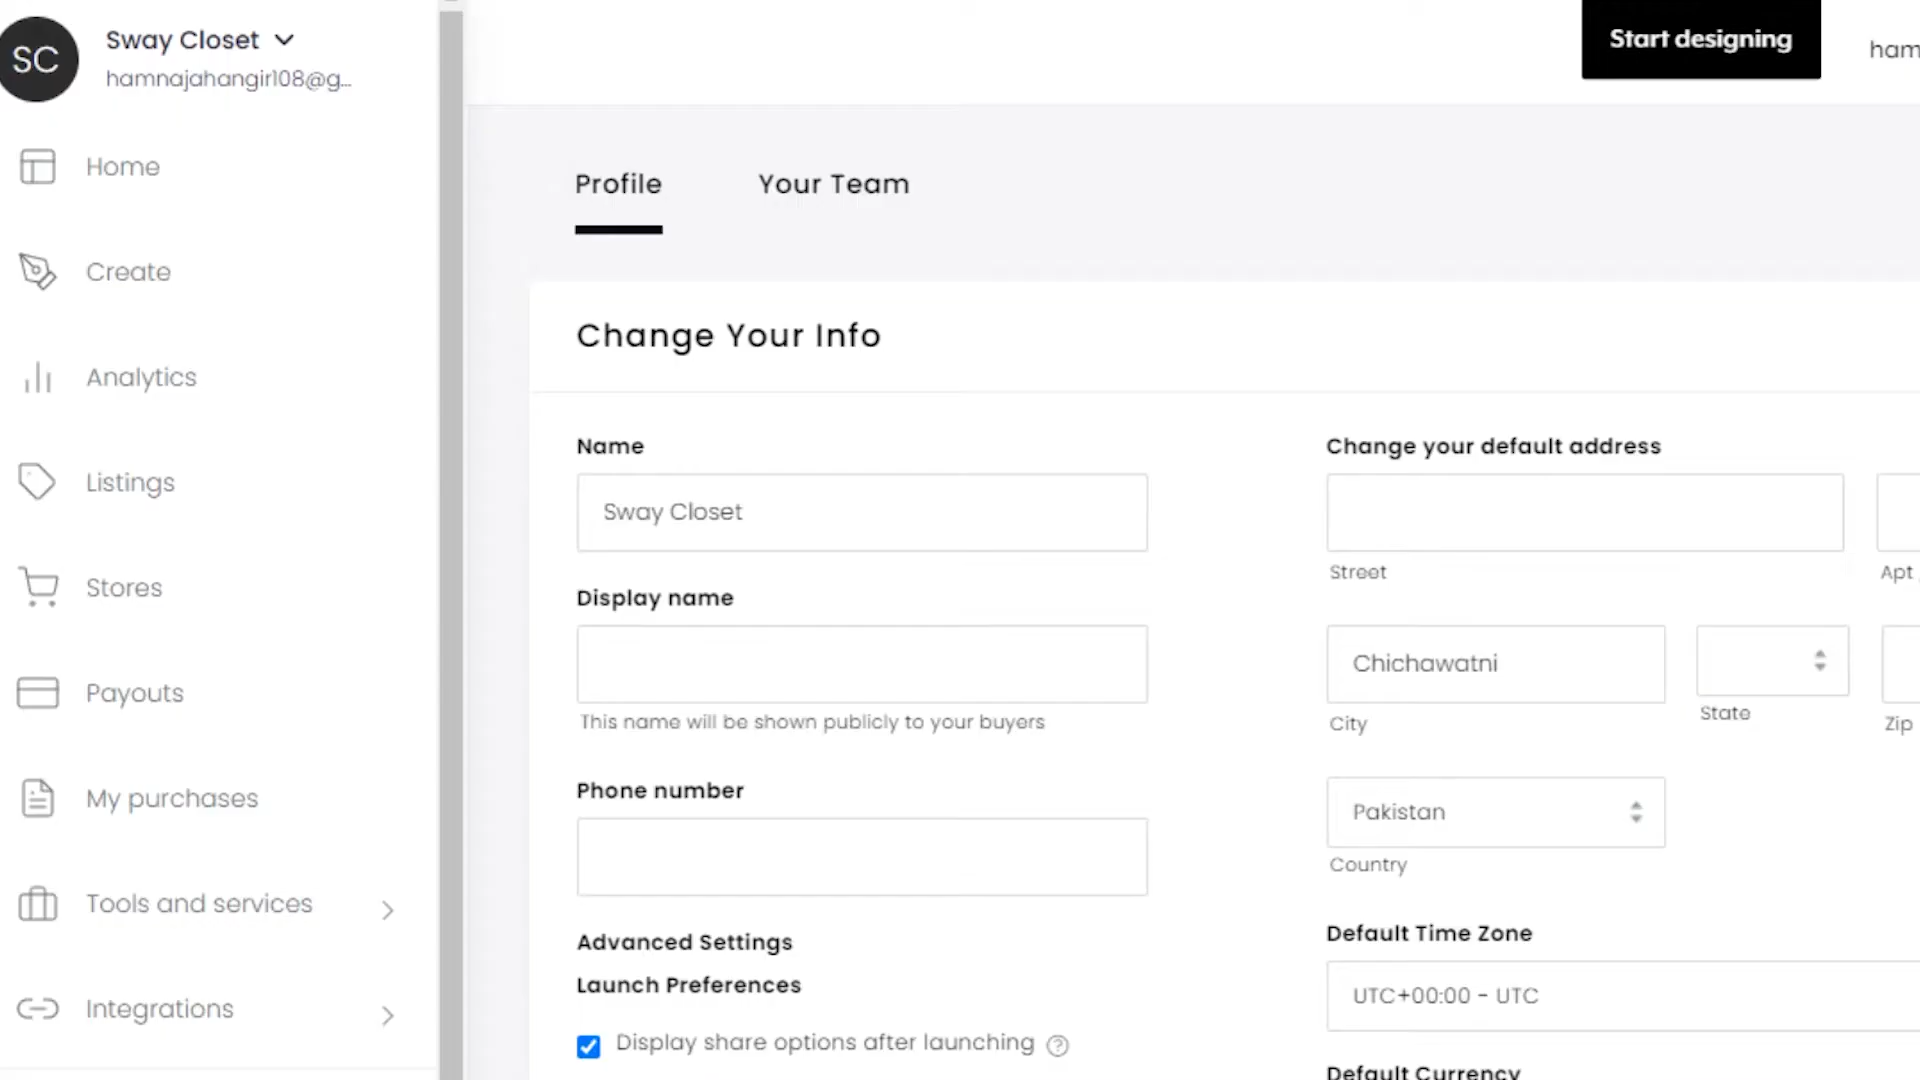 SC
Sway Closet
hamnajahangir108@g...
Home
Create
Analytics
Listings
Stores
Payouts
My purchases
Tools and services
Integrations
Start designing
ham
Profile
Your Team
Change Your Info
Name
Sway Closet
Display name
This name will be shown publicly to your buyers
Phone number
Advanced Settings
Launch Preferences
Display share options after launching
Change your default address
Street
Apt
Chichawatni
City
State
Zip
Pakistan
Country
Default Time Zone
UTC+00:00 - UTC
Default Currency